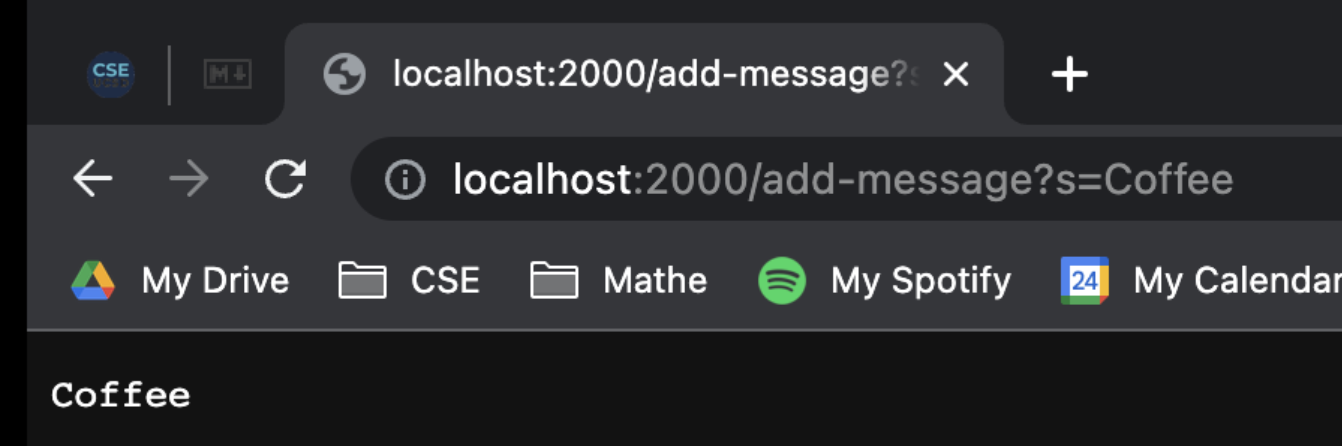 CSE localhost:2000/add-message?
localhost:2000/add-message?s=Coffee
My Drive CSE Mathe My Spotify 24 My Calendar
Coffee